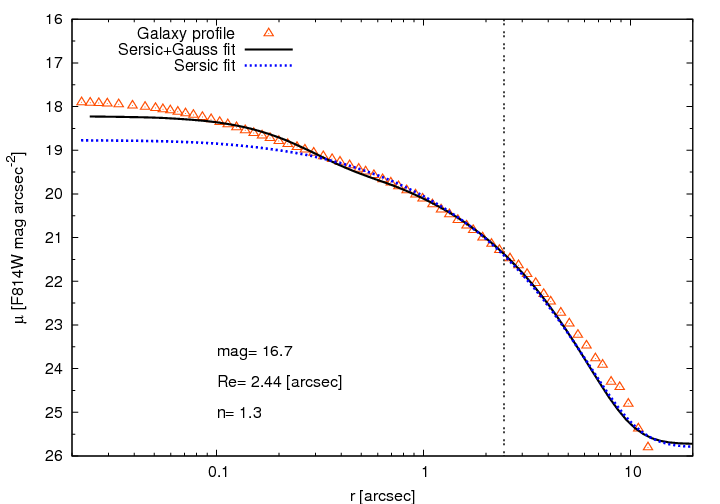 16
17
18
19
20
21
22
23
24
25
26
μ [F814W mag arcsec-2]
Galaxy profile
Sersic+Gauss fit
Sersic fit
mag= 16.7
Re= 2.44 [arcsec]
n= 1.3
0.1 1 10
r [arcsec]